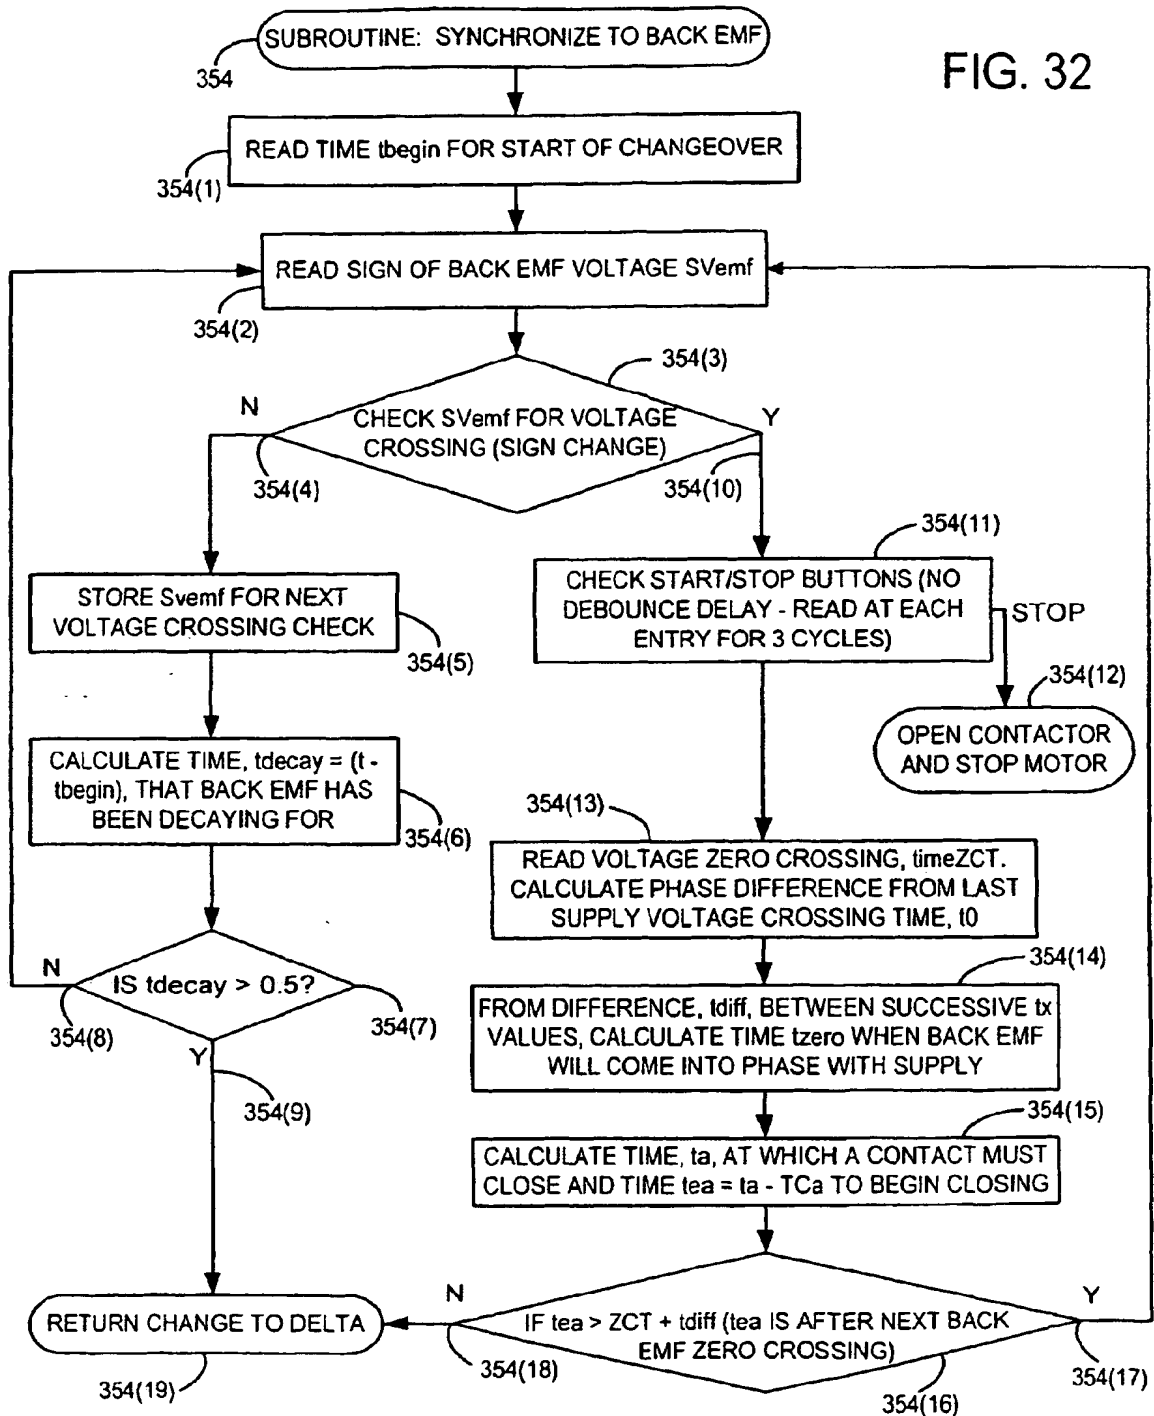 SUBROUTINE: SYNCHRONIZE TO BACK EMF
354
FIG. 32
READ TIME tbegin FOR START OF CHANGEOVER
354(1)
READ SIGN OF BACK EMF VOLTAGE SVemf
354(2)
354(3)
N
CHECK SVemf FOR VOLTAGE
CROSSING (SIGN CHANGE)
Y
354(4)
354(10)
354(11)
STORE Svemf FOR NEXT
VOLTAGE CROSSING CHECK
354(5)
CHECK START/STOP BUTTONS (NO
DEBOUNCE DELAY - READ AT EACH
ENTRY FOR 3 CYCLES)
STOP
354(12)
OPEN CONTACTOR
AND STOP MOTOR
CALCULATE TIME, tdecay = (t -
tbegin), THAT BACK EMF HAS
BEEN DECAYING FOR
354(6)
354(13)
READ VOLTAGE ZERO CROSSING, timeZCT.
CALCULATE PHASE DIFFERENCE FROM LAST
SUPPLY VOLTAGE CROSSING TIME, t0
N
IS tdecay > 0.5?
354(8)
354(7)
Y
354(9)
354(14)
FROM DIFFERENCE, tdiff, BETWEEN SUCCESSIVE tx
VALUES, CALCULATE TIME tzero WHEN BACK EMF
WILL COME INTO PHASE WITH SUPPLY
354(15)
CALCULATE TIME, ta, AT WHICH A CONTACT MUST
CLOSE AND TIME tea = ta - TCa TO BEGIN CLOSING
N
IF tea > ZCT + tdiff (tea IS AFTER NEXT BACK
EMF ZERO CROSSING)
Y
RETURN CHANGE TO DELTA
354(18)
354(17)
354(19)
354(16)